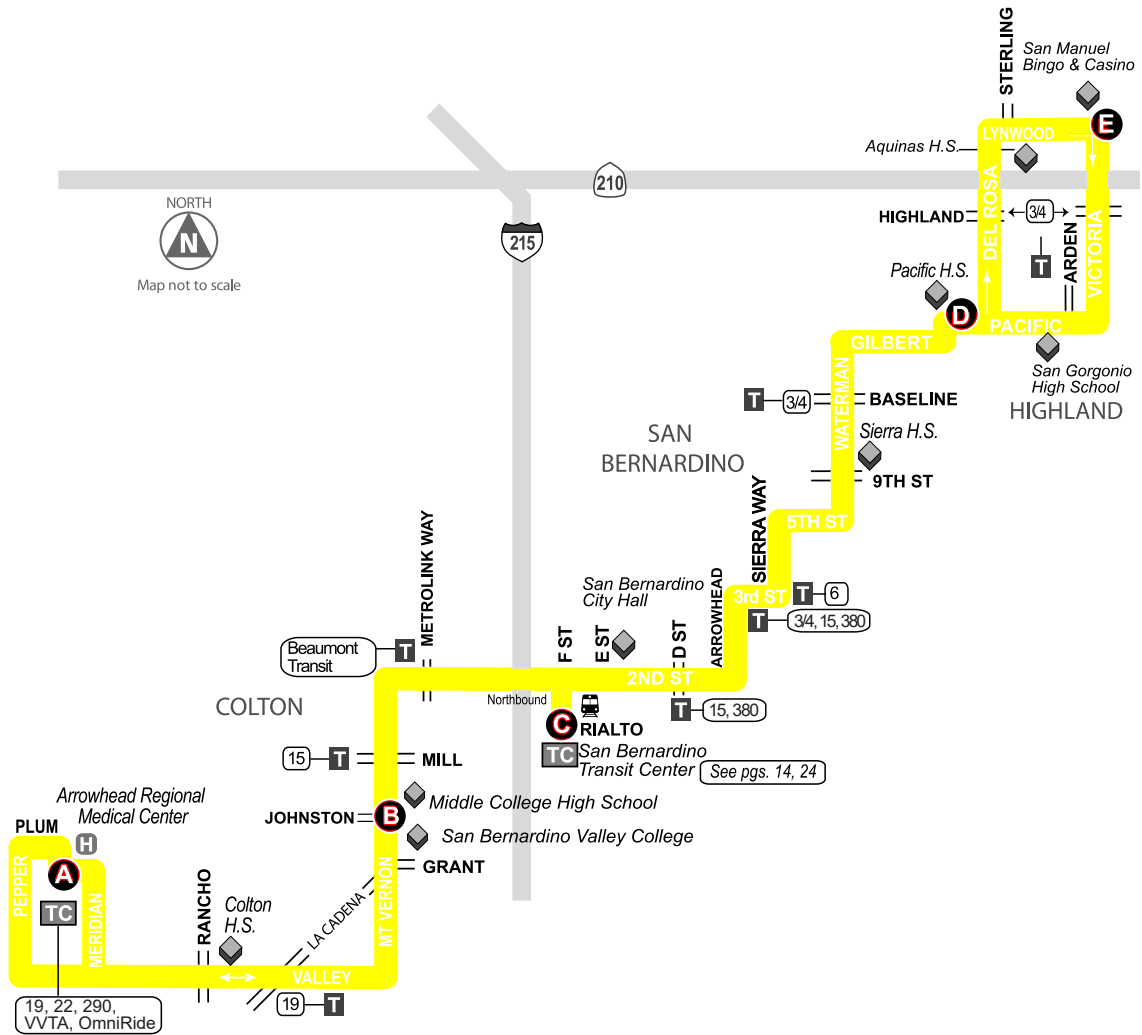 STERLING
San Manuel
Bingo & Casino
E
LYNWOOD
Aquinas H.S.
210
NORTH
N
Map not to scale
215
HIGHLAND
3/4
DEL ROSA
T
ARDEN
VICTORIA
Pacific H.S.
D
PACIFIC
GILBERT
San Gorgonio
High School
HIGHLAND
T
3/4
BASELINE
WATERMAN
SAN
BERNARDINO
Sierra H.S.
9TH ST
SIERRA WAY
5TH ST
METROLINK WAY
San Bernardino
City Hall
ARROWHEAD
3rd ST
T
6
T
3/4, 15, 380
Beaumont
Transit
T
F ST
E ST
D ST
2ND ST
Northbound
COLTON
C
RIALTO
T
15, 380
TC
San Bernardino
Transit Center
See pgs. 14, 24
15
T
MILL
Arrowhead Regional
Medical Center
Middle College High School
JOHNSTON
B
San Bernardino Valley College
PLUM
H
A
GRANT
PEPPER
TC
MERIDIAN
RANCHO
Colton
H.S.
LA CADENA
MT VERNON
VALLEY
19
T
19, 22, 290,
VVTA, OmniRide